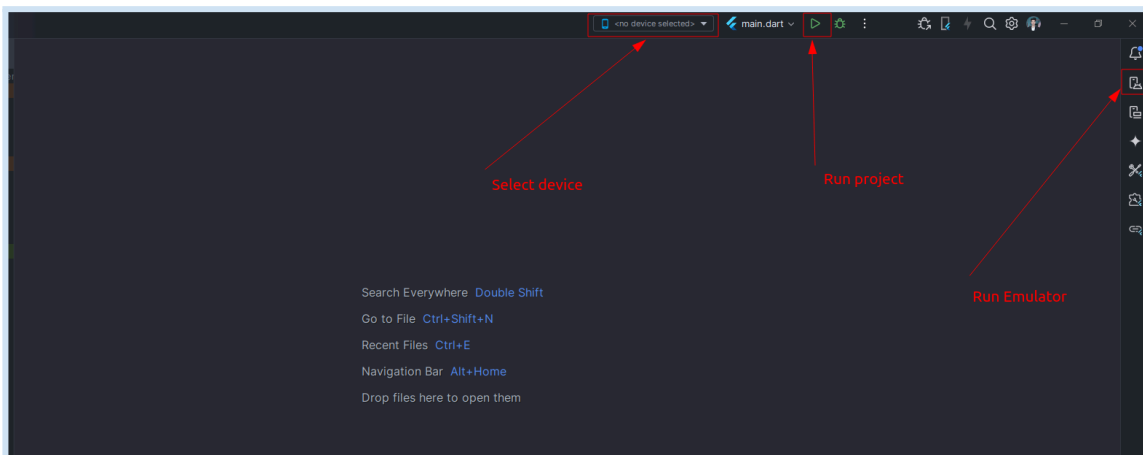 <no device selected>
main.dart
Select device
Run project
Run Emulator
Search Everywhere Double Shift
Go to File Ctrl+Shift+N
Recent Files Ctrl+E
Navigation Bar Alt+Home
Drop files here to open them